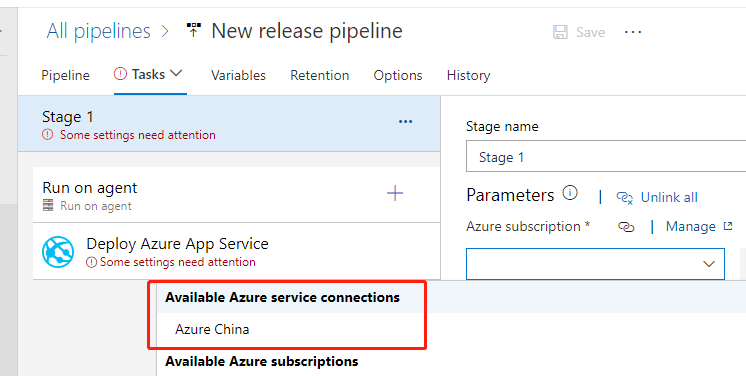 All pipelines > New release pipeline
Save ...
Pipeline Tasks Variables Retention Options History
Stage 1
Some settings need attention
Stage name
Stage 1
Run on agent
Run on agent
Parameters
Unlink all
Azure subscription *
Manage
Deploy Azure App Service
Some settings need attention
Available Azure service connections
Azure China
Available Azure subscriptions